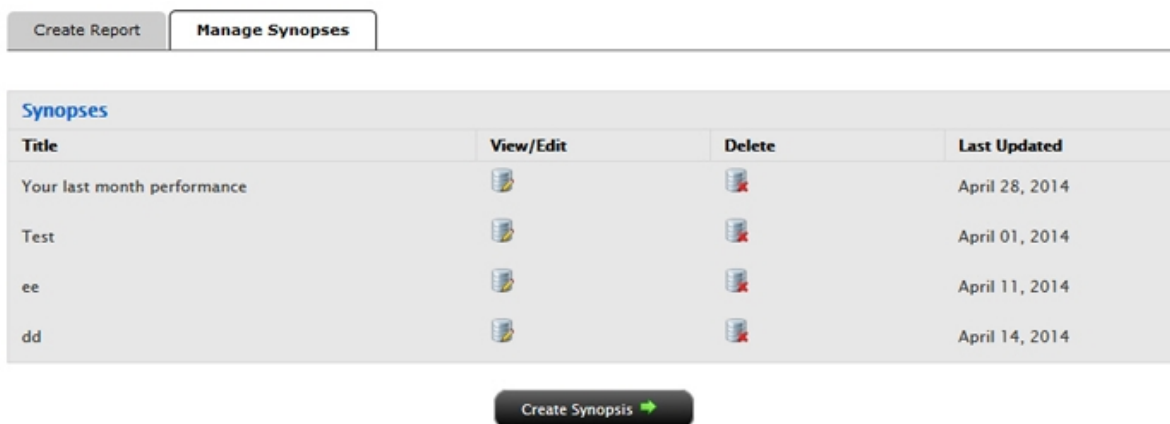 Create Report Manage Synopses
Synopses
Title View/Edit Delete Last Updated
Your last month performance April 28, 2014
Test April 01, 2014
ee April 11, 2014
dd April 14, 2014
Create Synopsis